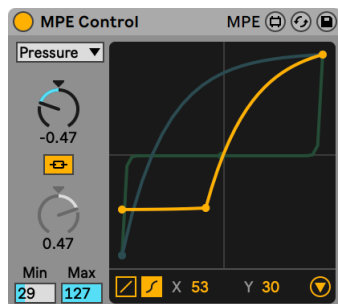 MPE Control MPE
Pressure
-0.47
0.47
Min Max
29 127 X 53 Y 30